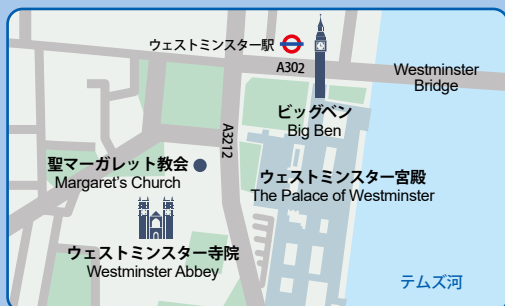 ウェストミンスター駅
A302
Westminster
Bridge
ビッグベン
Big Ben
A3212
聖マーガレット教会
Margaret's Church
ウェストミンスター宮殿
The Palace of Westminster
ウェストミンスター寺院
Westminster Abbey
テムズ河